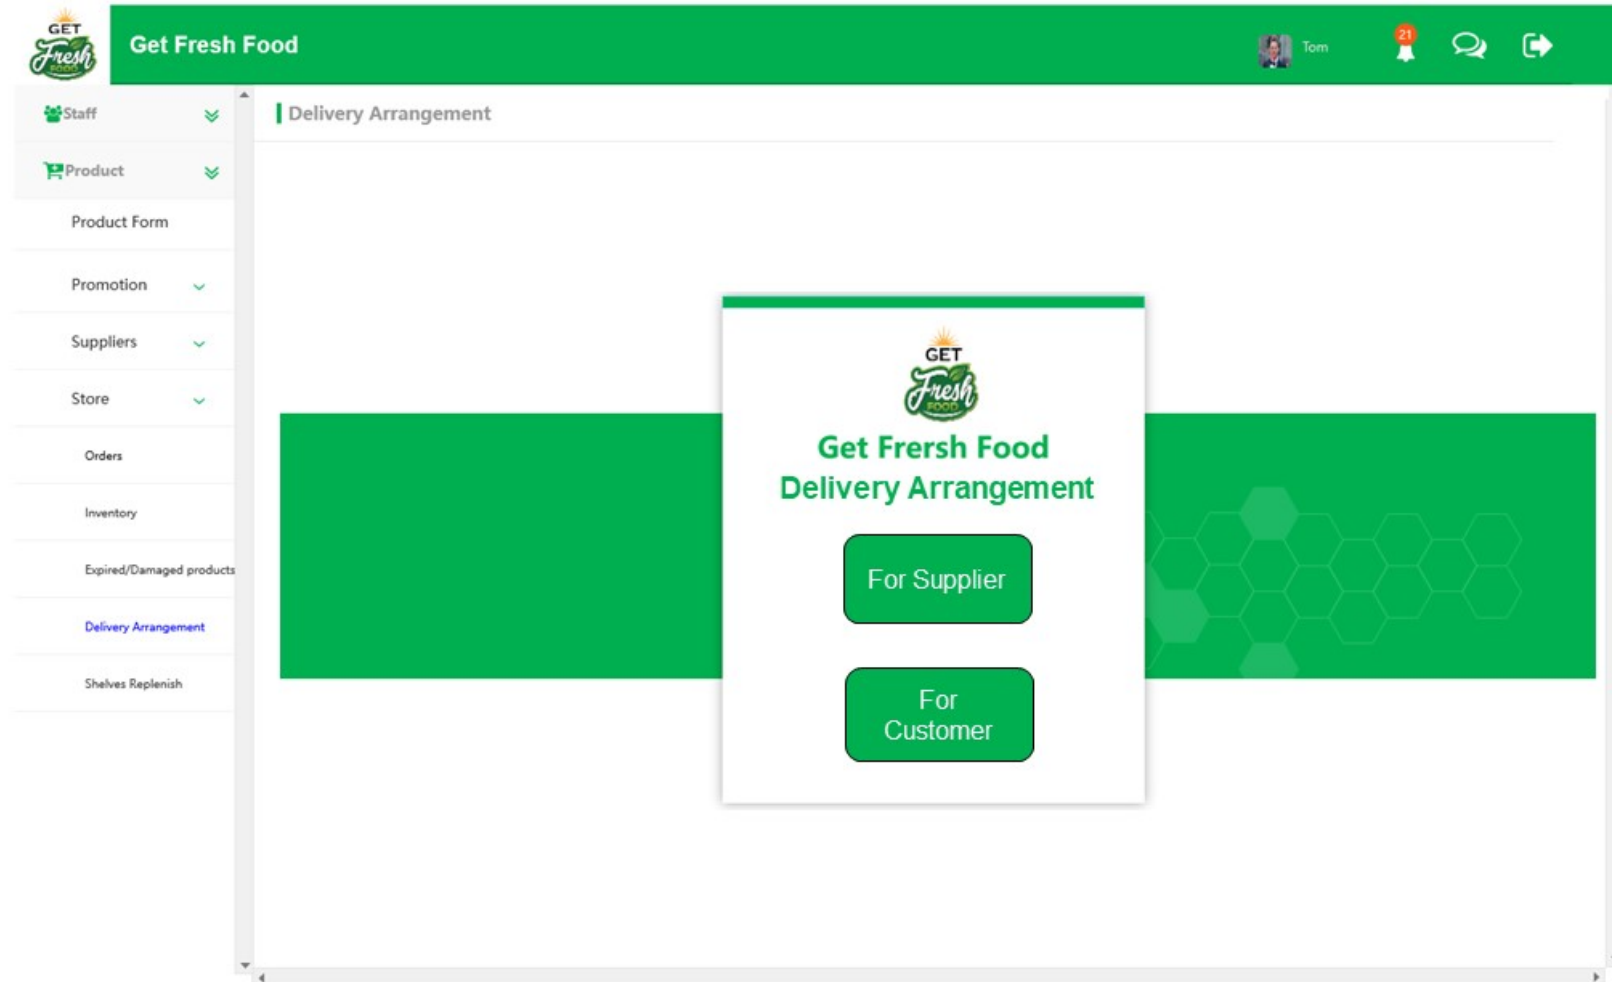 GET
Fresh
FOOD
Get Fresh Food
Tom
21
Staff
Product
Product Form
Promotion
Suppliers
Store
Orders
Inventory
Expired/Damaged products
Delivery Arrangement
Shelves Replenish
Delivery Arrangement
GET
Fresh
FOOD
Get Frersh Food
Delivery Arrangement
For Supplier
For
Customer